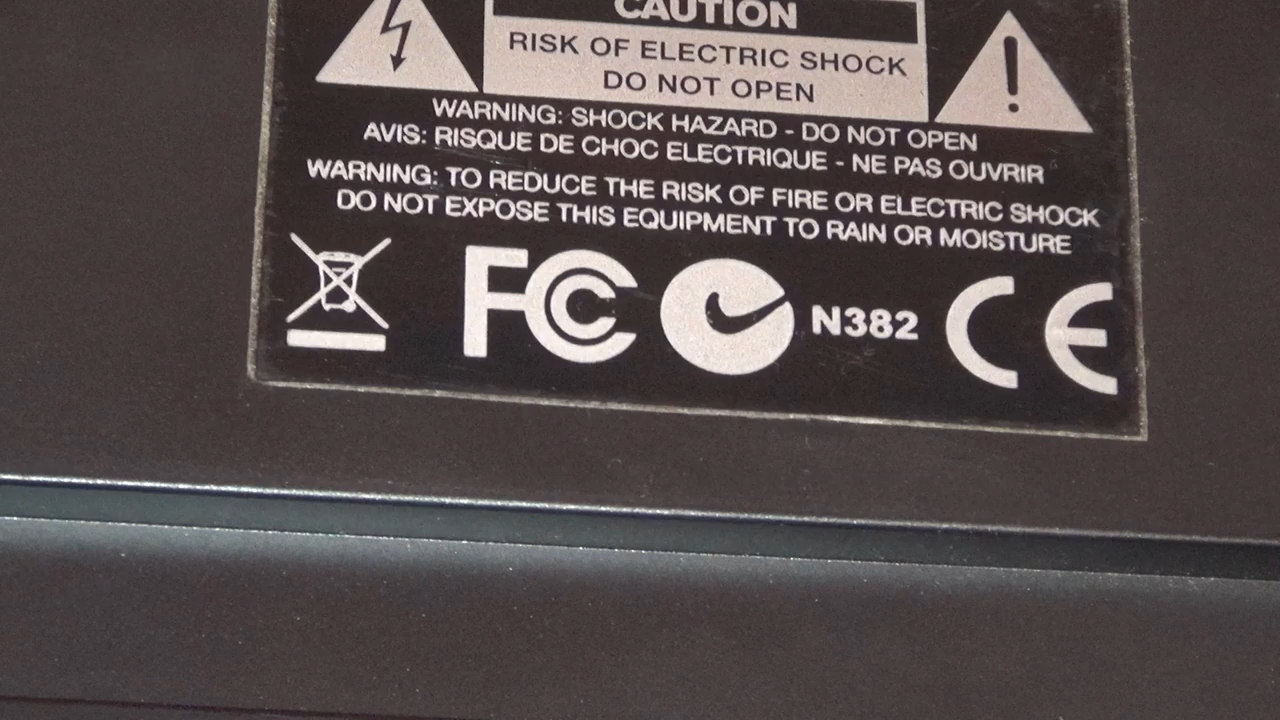 CAUTION
RISK OF ELECTRIC SHOCK
DO NOT OPEN
WARNING: SHOCK HAZARD - DO NOT OPEN
AVIS: RISQUE DE CHOC ELECTRIQUE - NE PAS OUVRIR
WARNING: TO REDUCE THE RISK OF FIRE OR ELECTRIC SHOCK
DO NOT EXPOSE THIS EQUIPMENT TO RAIN OR MOISTURE
FC N382 CE